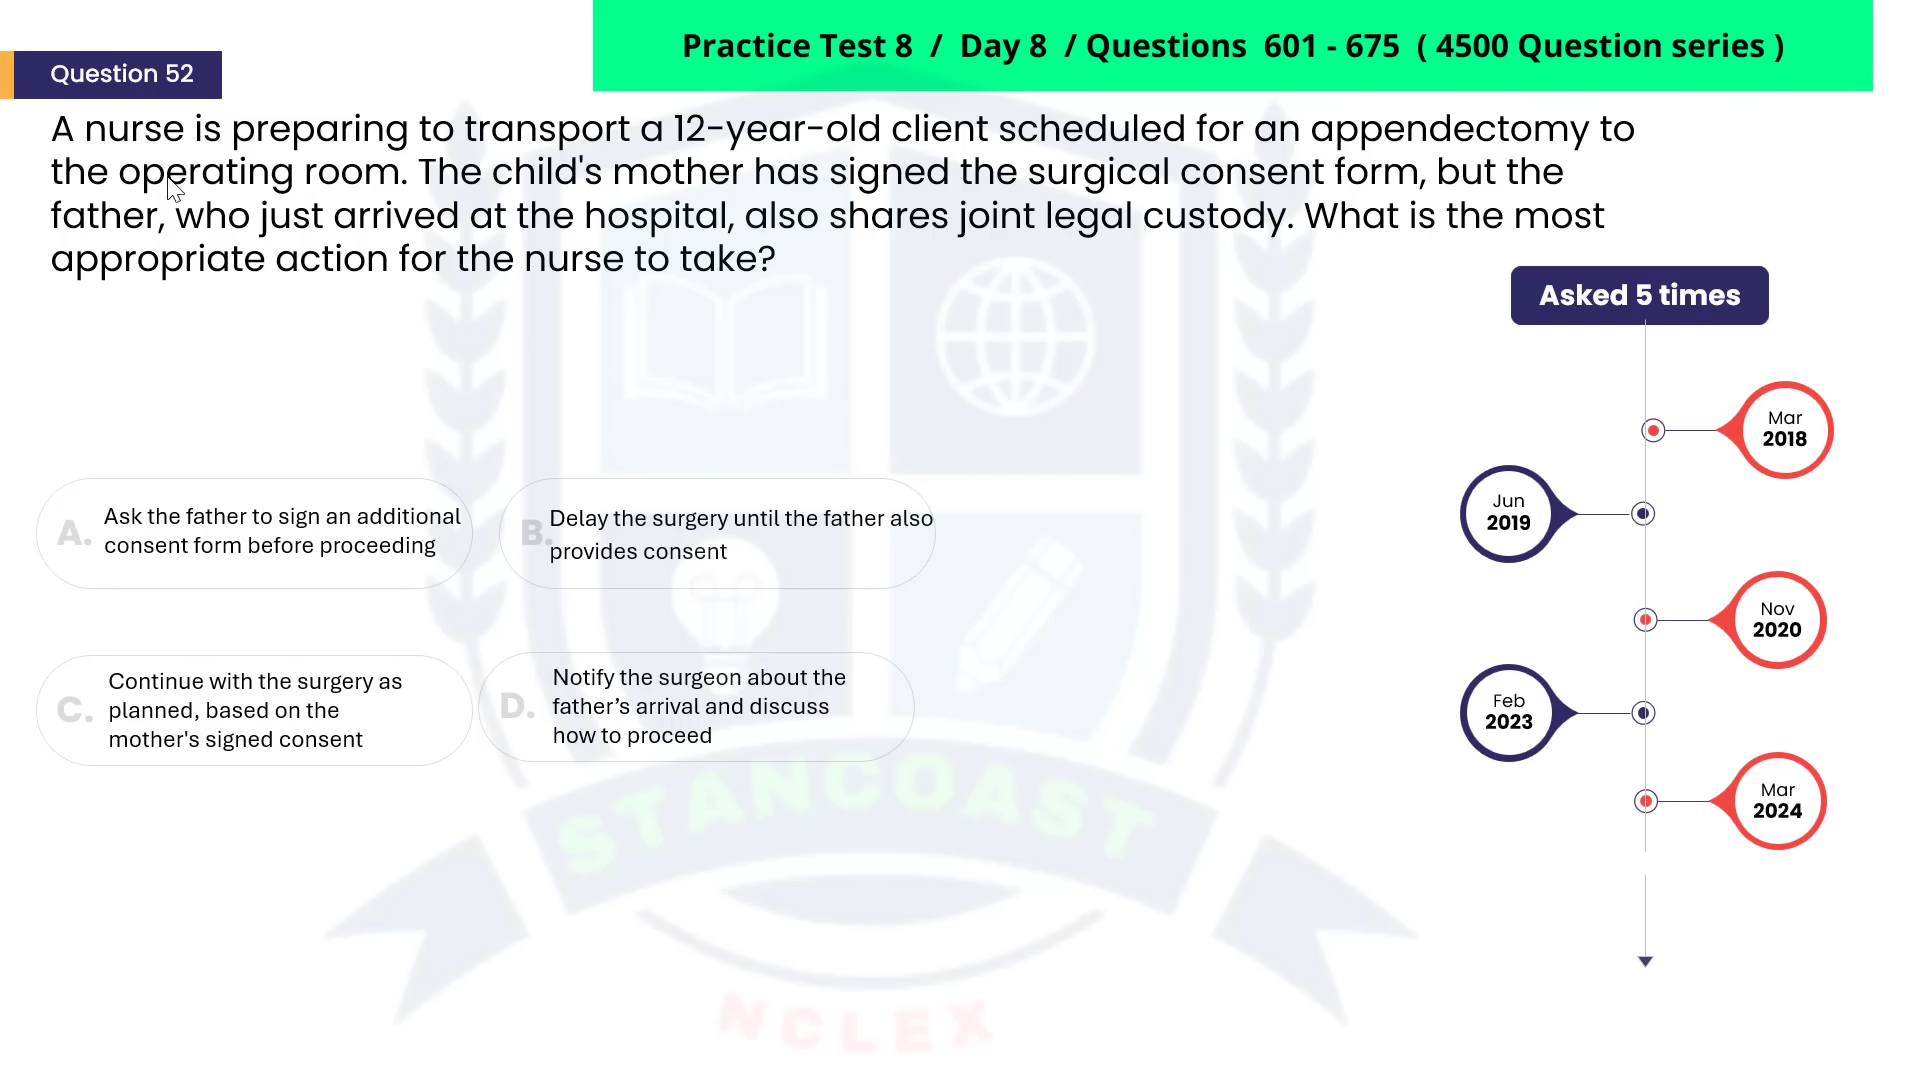 Practice Test 8 / Day 8 / Questions 601 - 675 ( 4500 Question series )
Question 52
A nurse is preparing to transport a 12-year-old client scheduled for an appendectomy to
the operating room. The child's mother has signed the surgical consent form, but the
father, who just arrived at the hospital, also shares joint legal custody. What is the most
appropriate action for the nurse to take?
Asked 5 times
Mar
2018
Jun
2019
Nov
2020
Feb
2023
Mar
2024
A.
Ask the father to sign an additional
consent form before proceeding
B.
Delay the surgery until the father also
provides consent
C.
Continue with the surgery as
planned, based on the
mother's signed consent
D.
Notify the surgeon about the
father’s arrival and discuss
how to proceed
STANCOAST
NCLEX